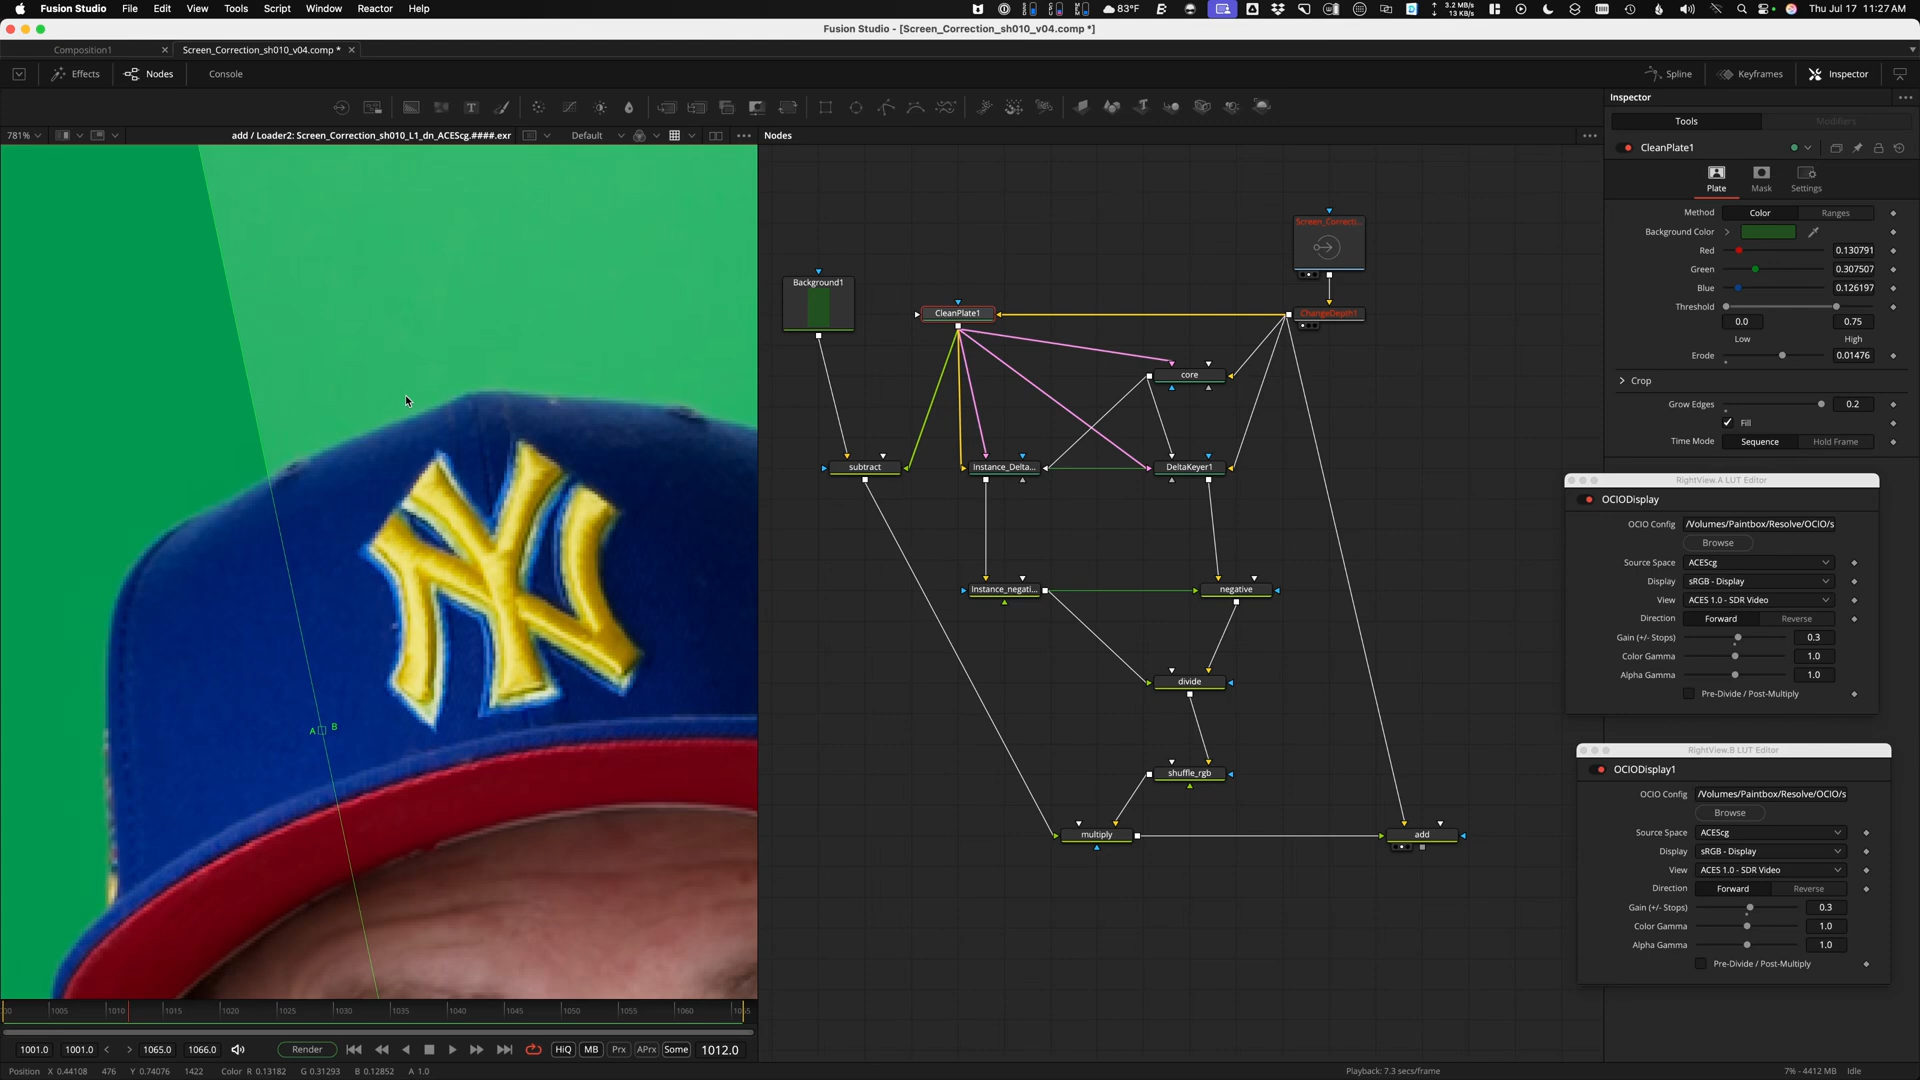 Fusion Studio File Edit View Tools Script Window Reactor Help
83°F 3.2 MB/s 13 KB/s Thu Jul 17 11:27 AM
Fusion Studio - [Screen_Correction_sh010_v04.comp *]
Composition1 Screen_Correction_sh010_v04.comp *
Effects Nodes Console Spline Keyframes Inspector
781% add / Loader2: Screen_Correction_sh010_L1_dn_ACEScg.####.exr Default
Nodes
Inspector
Tools Modifiers
CleanPlate1
Plate Mask Settings
Method Color Ranges
Background Color
Red 0.130791
Green 0.307507
Blue 0.126197
Threshold
0.0 0.75
Low High
Erode 0.01476
Crop
Grow Edges 0.2
Fill
Time Mode Sequence Hold Frame
Screen_Correcti...
Background1
CleanPlate1
ChangeDepth1
core
subtract
Instance_Delta...
DeltaKeyer1
Instance_negati...
negative
divide
shuffle_rgb
multiply
add
NY
A B
RightView.A LUT Editor
OCIODisplay
OCIO Config /Volumes/Paintbox/Resolve/OCIO/s
Browse
Source Space ACEScg
Display sRGB - Display
View ACES 1.0 - SDR Video
Direction Forward Reverse
Gain (+/- Stops) 0.3
Color Gamma 1.0
Alpha Gamma 1.0
Pre-Divide / Post-Multiply
RightView.B LUT Editor
OCIODisplay1
OCIO Config /Volumes/Paintbox/Resolve/OCIO/s
Browse
Source Space ACEScg
Display sRGB - Display
View ACES 1.0 - SDR Video
Direction Forward Reverse
Gain (+/- Stops) 0.3
Color Gamma 1.0
Alpha Gamma 1.0
Pre-Divide / Post-Multiply
1005 1010 1015 1020 1025 1030 1035 1040 1045 1050 1055 1060
1001.0 1001.0 < > 1065.0 1066.0 Render HiQ MB Prx APrx Some 1012.0
Position X 0.44108 476 Y 0.74076 1422 Color R 0.13182 G 0.31293 B 0.12852 A 1.0
Playback: 7.3 secs/frame 7% - 4412 MB Idle